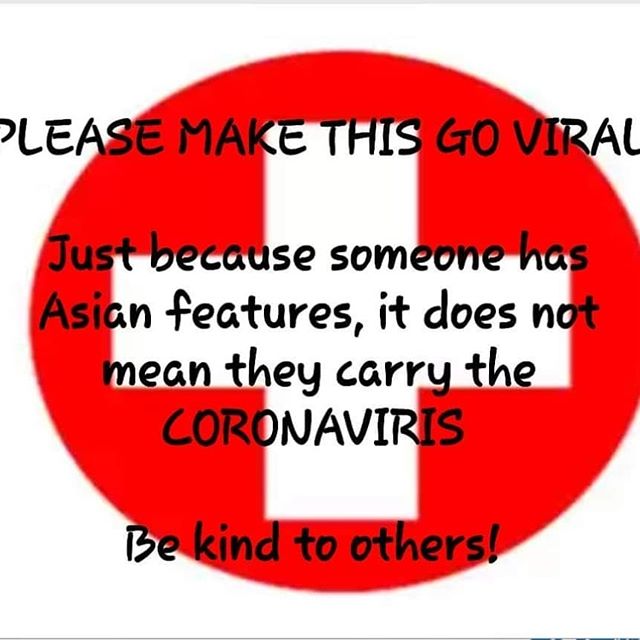 PLEASE MAKE THIS GO VIRAL
Just because someone has
Asian features, it does not
mean they carry the
CORONAVIRIS
Be kind to others!